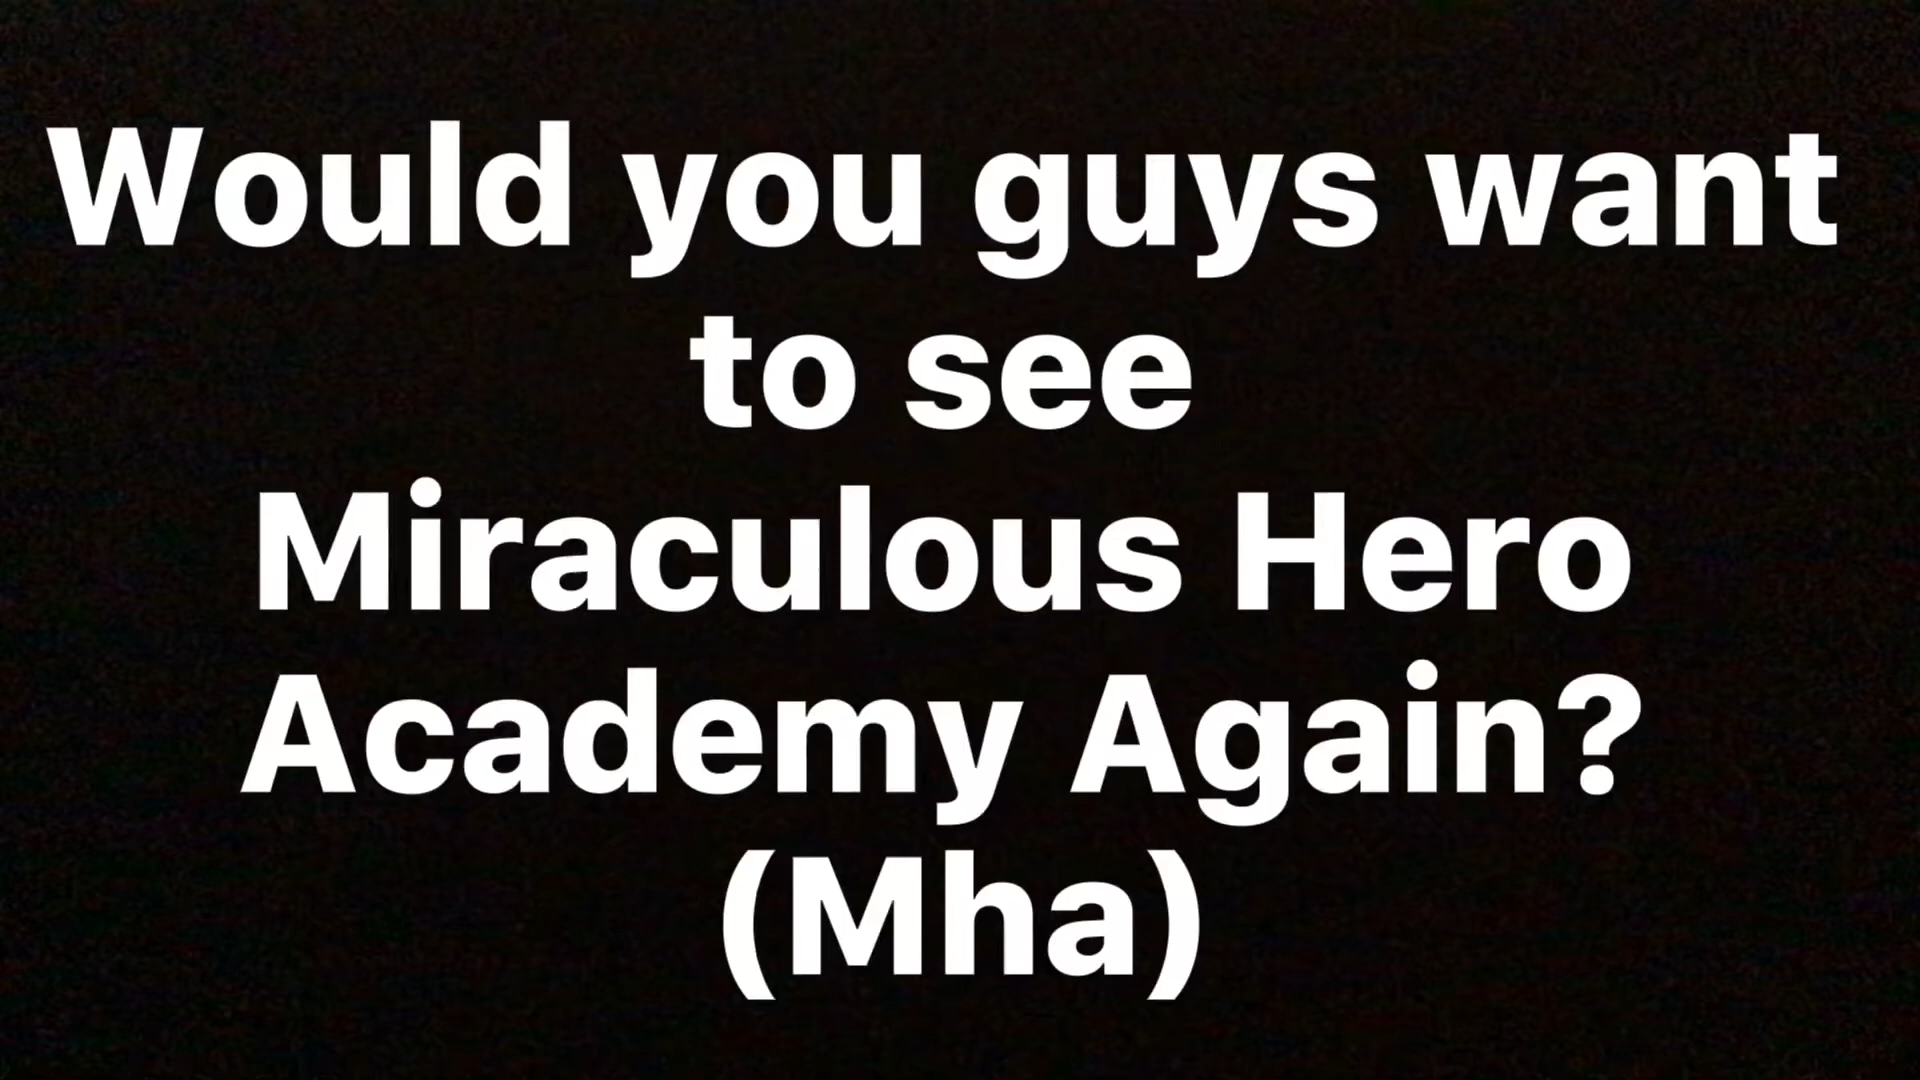 Would you guys want
to see
Miraculous Hero
Academy Again?
(Mha)